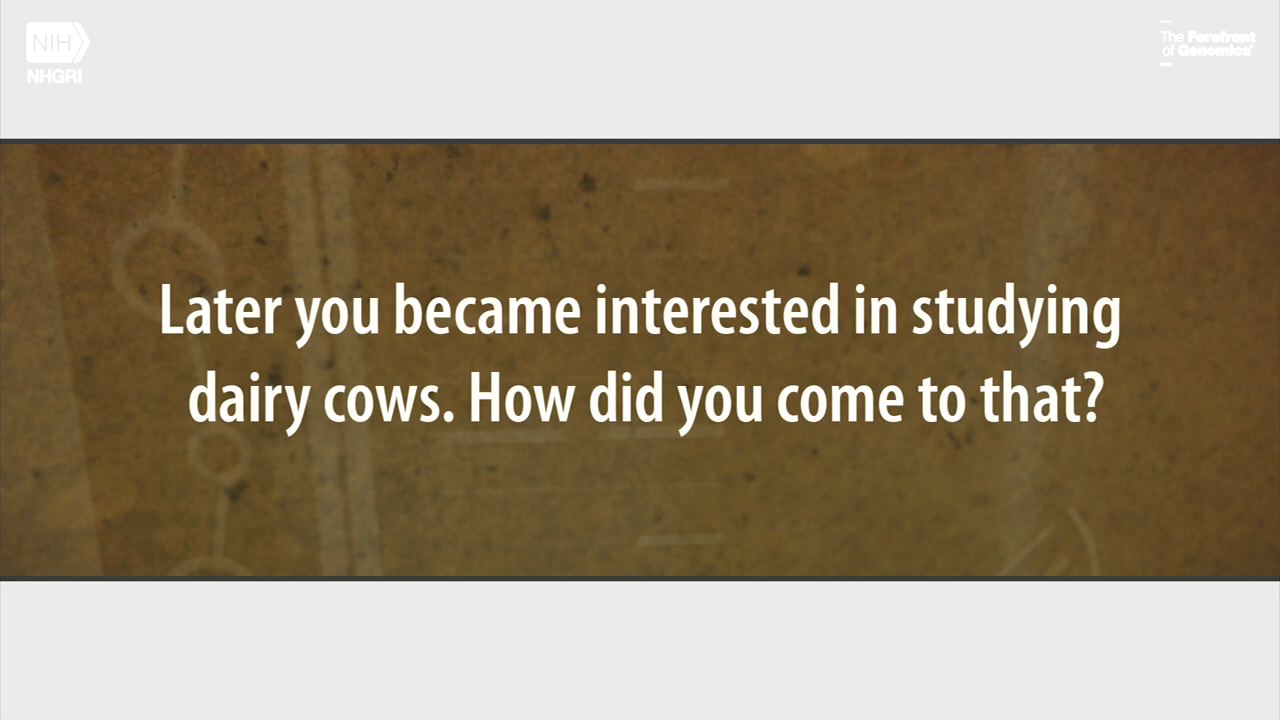 NIH
NHGRI
The Forefront
of Genomics®
Later you became interested in studying
dairy cows. How did you come to that?